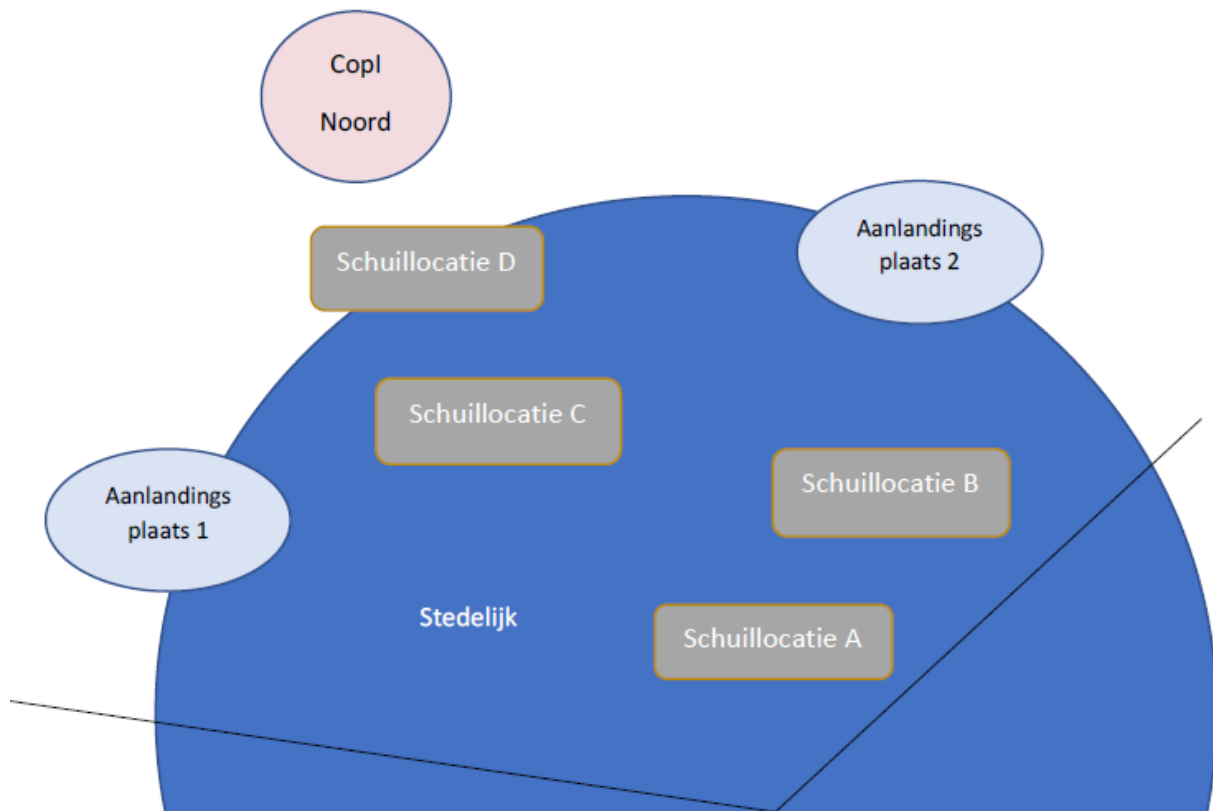 CopI
Noord
Schuillocatie D
Aanlandings
plaats 2
Schuillocatie C
Schuillocatie B
Aanlandings
plaats 1
Stedelijk
Schuillocatie A